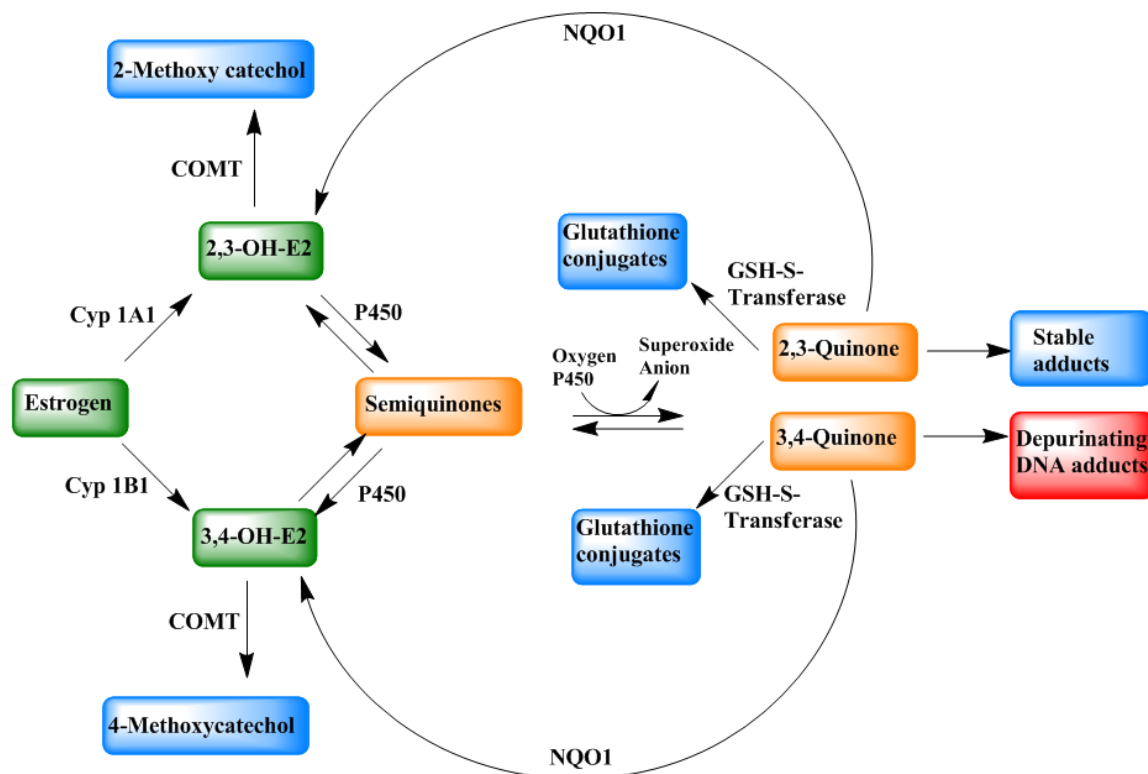 NQO1
2-Methoxy catechol
COMT
2,3-OH-E2
Glutathione
conjugates
GSH-S-
Transferase
Cyp 1A1
P450
Oxygen
P450
Superoxide
Anion
2,3-Quinone
Stable
adducts
Estrogen
Semiquinones
3,4-Quinone
Depurinating
DNA adducts
Cyp 1B1
P450
GSH-S-
Transferase
3,4-OH-E2
Glutathione
conjugates
COMT
4-Methoxycatechol
NQO1